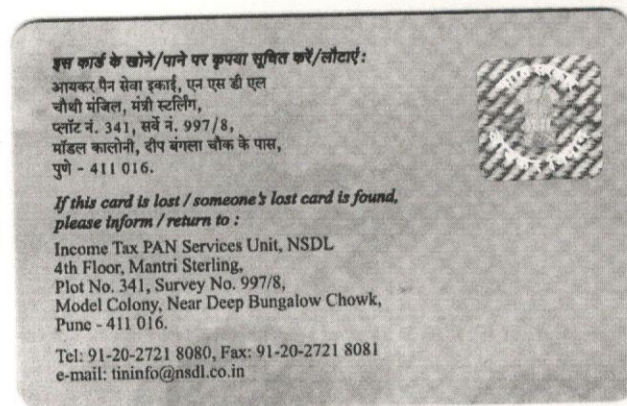 इस कार्ड के खोने/पाने पर कृपया सूचित करें/लौटाएं :
आयकर पैन सेवा इकाई, एन एस डी एल
चौथी मंजिल, मंत्री स्टर्लिंग,
प्लॉट नं. 341, सर्वे नं. 997/8,
मॉडल कालोनी, दीप बंगला चौक के पास,
पुणे - 411 016.
If this card is lost / someone's lost card is found,
please inform / return to :
Income Tax PAN Services Unit, NSDL
4th Floor, Mantri Sterling,
Plot No. 341, Survey No. 997/8,
Model Colony, Near Deep Bungalow Chowk,
Pune - 411 016.
Tel: 91-20-2721 8080, Fax: 91-20-2721 8081
e-mail: tininfo@nsdl.co.in